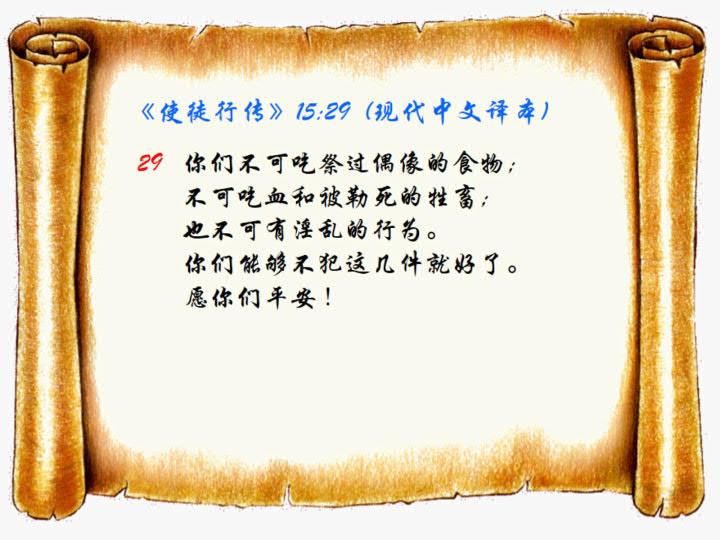 《使徒行传》15:29 (现代中文译本)
29 你们不可吃祭过偶像的食物;
不可吃血和被勒死的牲畜;
也不可有淫乱的行为。
你们能够不犯这几件就好了。
愿你们平安!